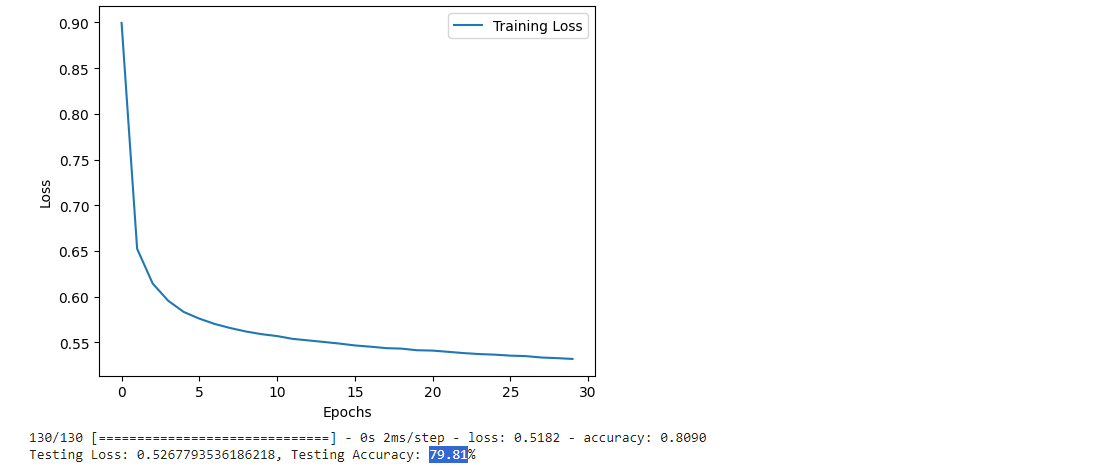 0.90
Training Loss
0.85
0.80
0.75
0.70
Loss
0.65
0.60
0.55
0 5 10 15 20 25 30
Epochs
130/130 [==============================] - 0s 2ms/step - loss: 0.5182 - accuracy: 0.8090
Testing Loss: 0.5267793536186218, Testing Accuracy: 79.81%